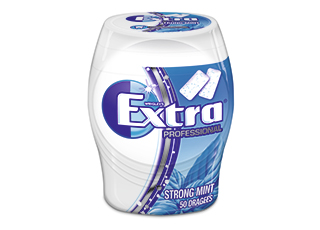 WRIGLEY'S
Extra
PROFESSIONAL
STRONG MINT
50 DRAGEES